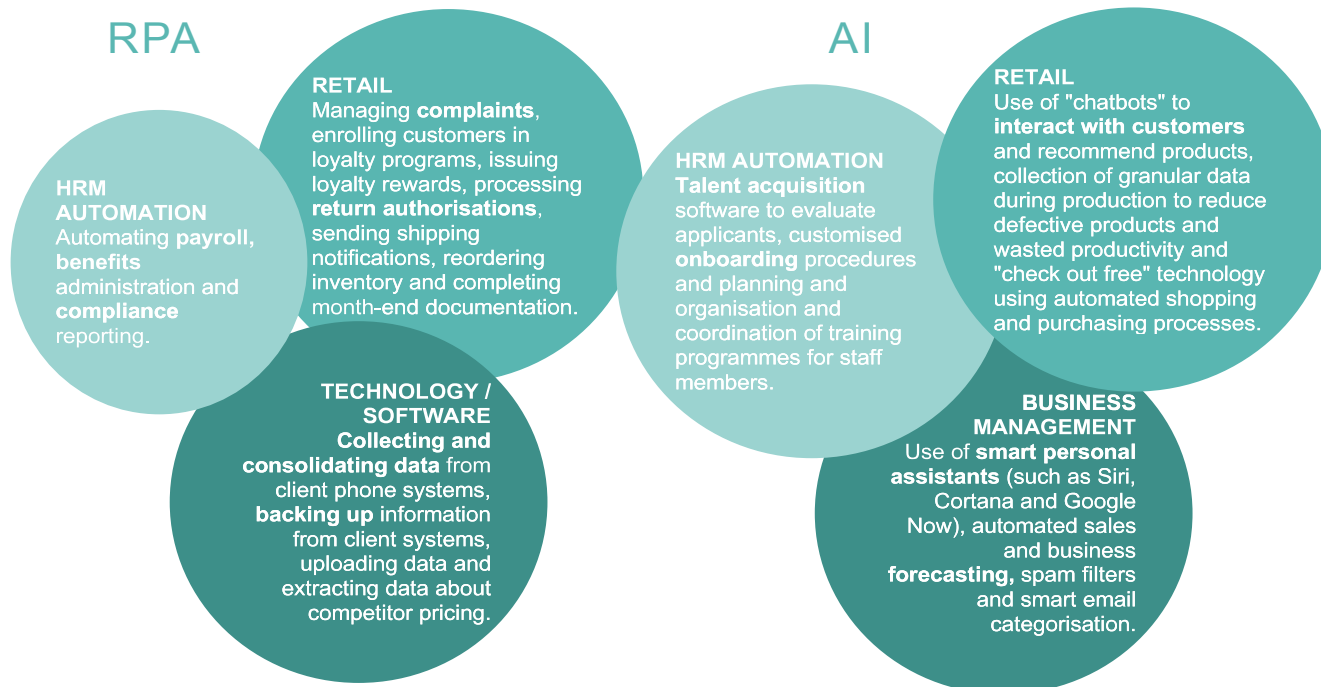 RPA
RETAIL
Managing complaints,
enrolling customers in
loyalty programs, issuing
loyalty rewards, processing
return authorisations,
sending shipping
notifications, reordering
inventory and completing
month-end documentation.
HRM
AUTOMATION
Automating payroll,
benefits
administration and
compliance
reporting.
TECHNOLOGY /
SOFTWARE
Collecting and
consolidating data from
client phone systems,
backing up information
from client systems,
uploading data and
extracting data about
competitor pricing.
AI
RETAIL
Use of "chatbots" to
interact with customers
and recommend products,
collection of granular data
during production to reduce
defective products and
wasted productivity and
"check out free" technology
using automated shopping
and purchasing processes.
HRM AUTOMATION
Talent acquisition
software to evaluate
applicants, customised
onboarding procedures
and planning and
organisation and
coordination of training
programmes for staff
members.
BUSINESS
MANAGEMENT
Use of smart personal
assistants (such as Siri,
Cortana and Google
Now), automated sales
and business
forecasting, spam filters
and smart email
categorisation.